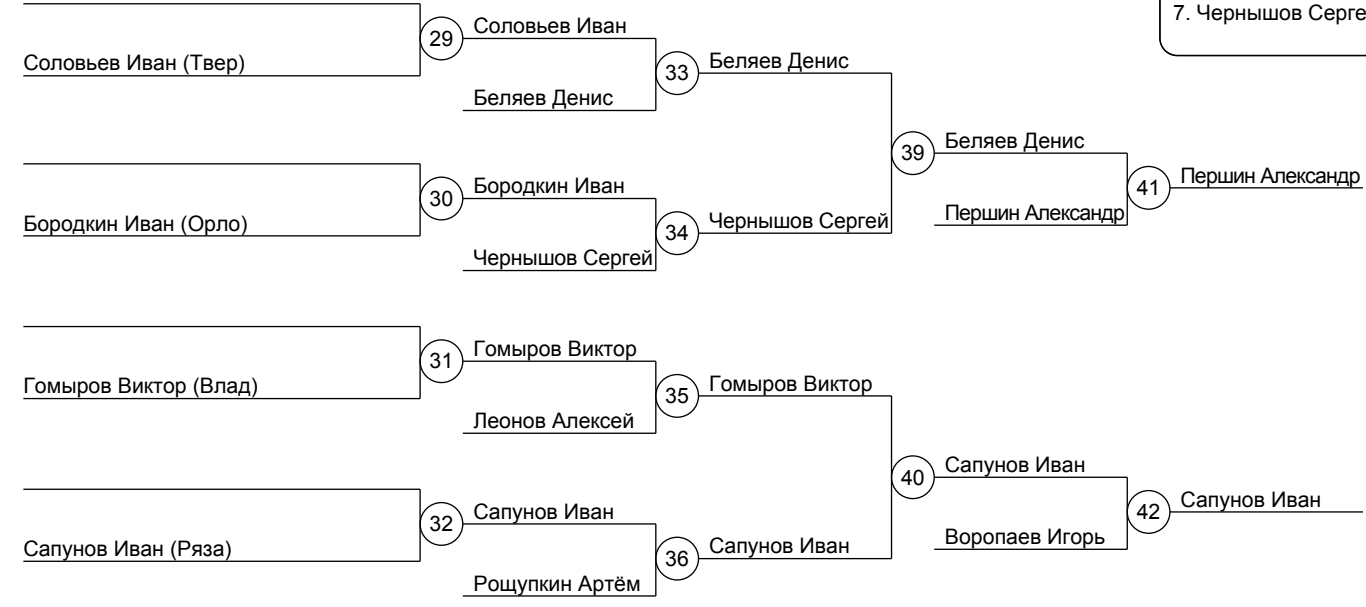 7. Чернышов Серге
29
Соловьев Иван
Соловьев Иван (Твер)
33
Беляев Денис
Беляев Денис
39
Беляев Денис
30
Бородкин Иван
Бородкин Иван (Орло)
34
Чернышов Сергей
Чернышов Сергей
Першин Александр
41
Першин Александр
31
Гомыров Виктор
Гомыров Виктор (Влад)
35
Гомыров Виктор
Леонов Алексей
40
Сапунов Иван
32
Сапунов Иван
Сапунов Иван (Ряза)
36
Сапунов Иван
Рощупкин Артём
Воропаев Игорь
42
Сапунов Иван